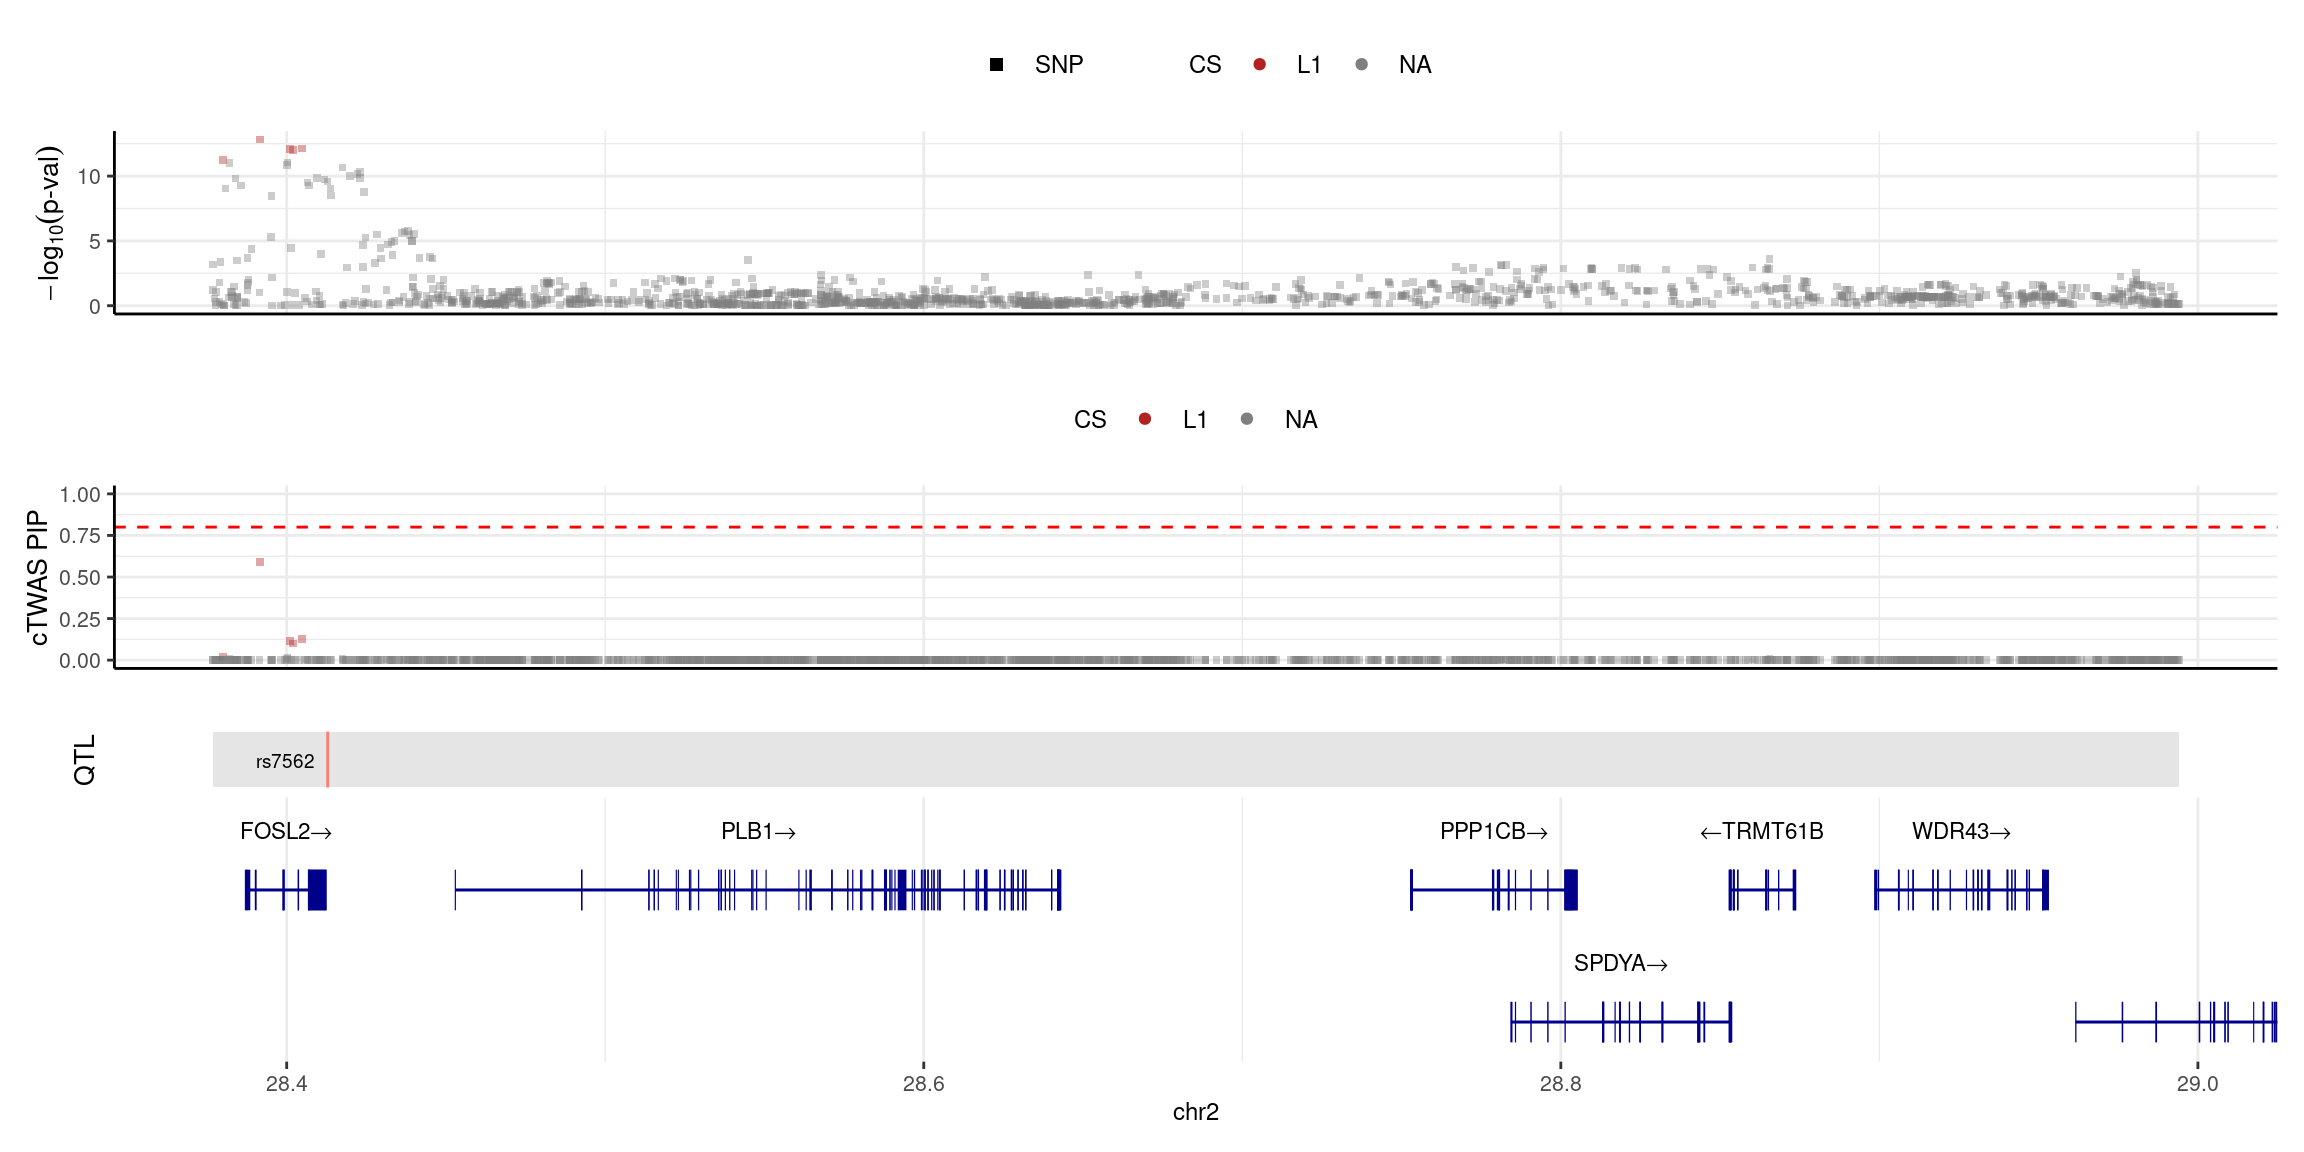 SNP CS L1 NA
−log10(p-val)
10
5
0
CS L1 NA
cTWAS PIP
1.00
0.75
0.50
0.25
0.00
QTL
rs7562
FOSL2→ PLB1→ PPP1CB→ ←TRMT61B WDR43→
SPDYA→
28.4 28.6 28.8 29.0
chr2